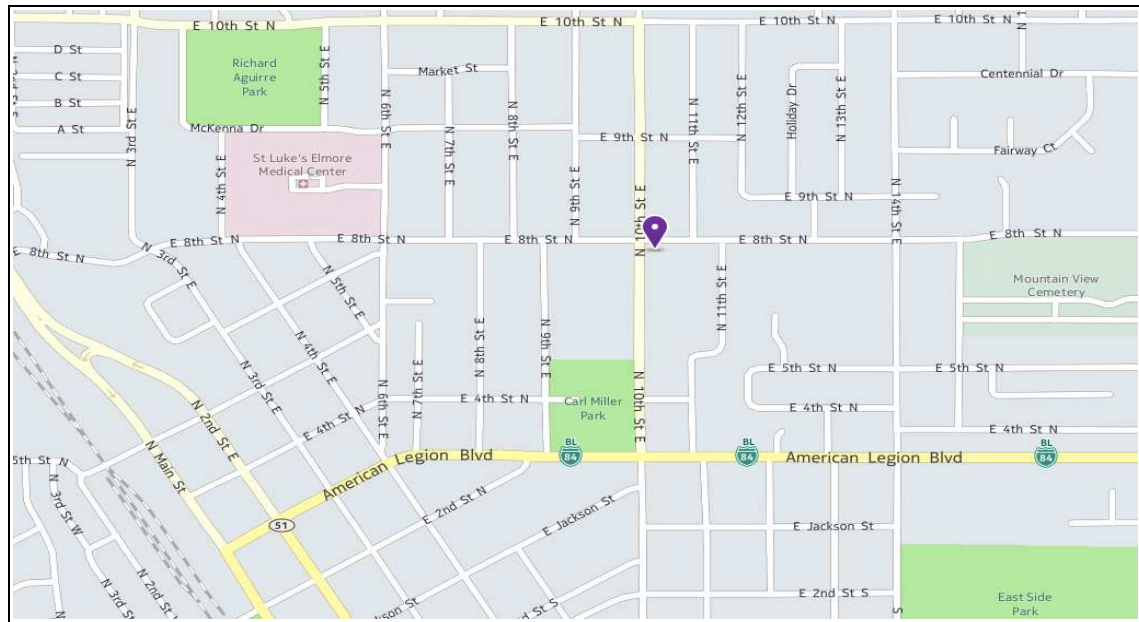 E 10th St N
E 10th St N
E 10th St N
D St
C St
B St
A St
Richard
Aguirre
Park
N 5th St E
Market St
Centennial Dr
N 3rd St E
McKenna Dr
N 6th St E
N 7th St E
N 8th St E
N 9th St E
E 9th St N
N 11th St E
N 12th St E
Holiday Dr
N 13th St E
Fairway Ct
St Luke's Elmore
Medical Center
N 4th St E
N 10th St E
E 9th St N
N 14th St E
E 8th St N
E 8th St N
E 8th St N
E 8th St N
E 8th St N
E 8th St N
N 3rd St E
N 5th St E
N 11th St E
Mountain View
Cemetery
N 4th St E
N 8th St E
N 9th St E
N 3rd St E
N 6th St E
N 7th St E
E 4th St N
Carl Miller
Park
N 10th St E
E 5th St N
E 5th St N
E 4th St N
E 4th St N
E 4th St N
N 2nd St E
N Main St
American Legion Blvd
BL
84
BL
84
American Legion Blvd
BL
84
5th St N
N 3rd St W
51
E 2nd St N
E Jackson St
E Jackson St
N 2nd St
N 3rd St
kson St
2nd St S
E 2nd St S
East Side
Park
S